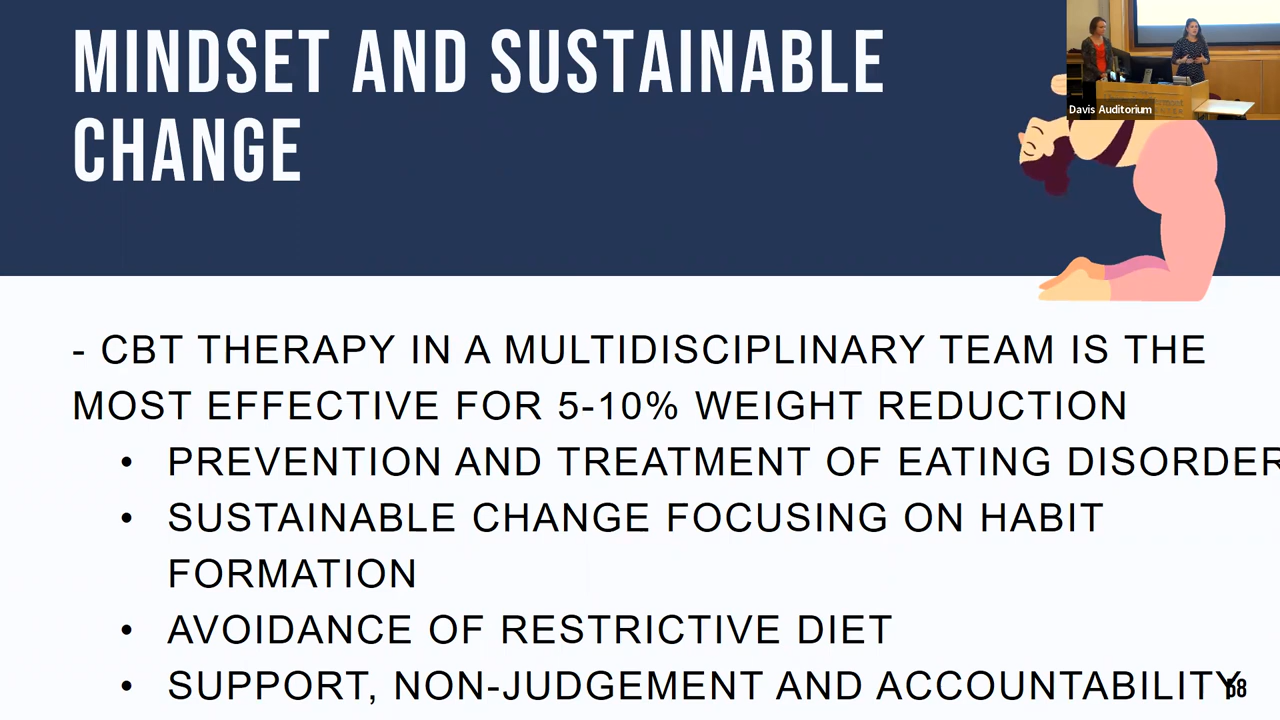 MINDSET AND SUSTAINABLE
CHANGE
Davis Auditorium
- CBT THERAPY IN A MULTIDISCIPLINARY TEAM IS THE
MOST EFFECTIVE FOR 5-10% WEIGHT REDUCTION
• PREVENTION AND TREATMENT OF EATING DISORDER
• SUSTAINABLE CHANGE FOCUSING ON HABIT
FORMATION
• AVOIDANCE OF RESTRICTIVE DIET
• SUPPORT, NON-JUDGEMENT AND ACCOUNTABILITY